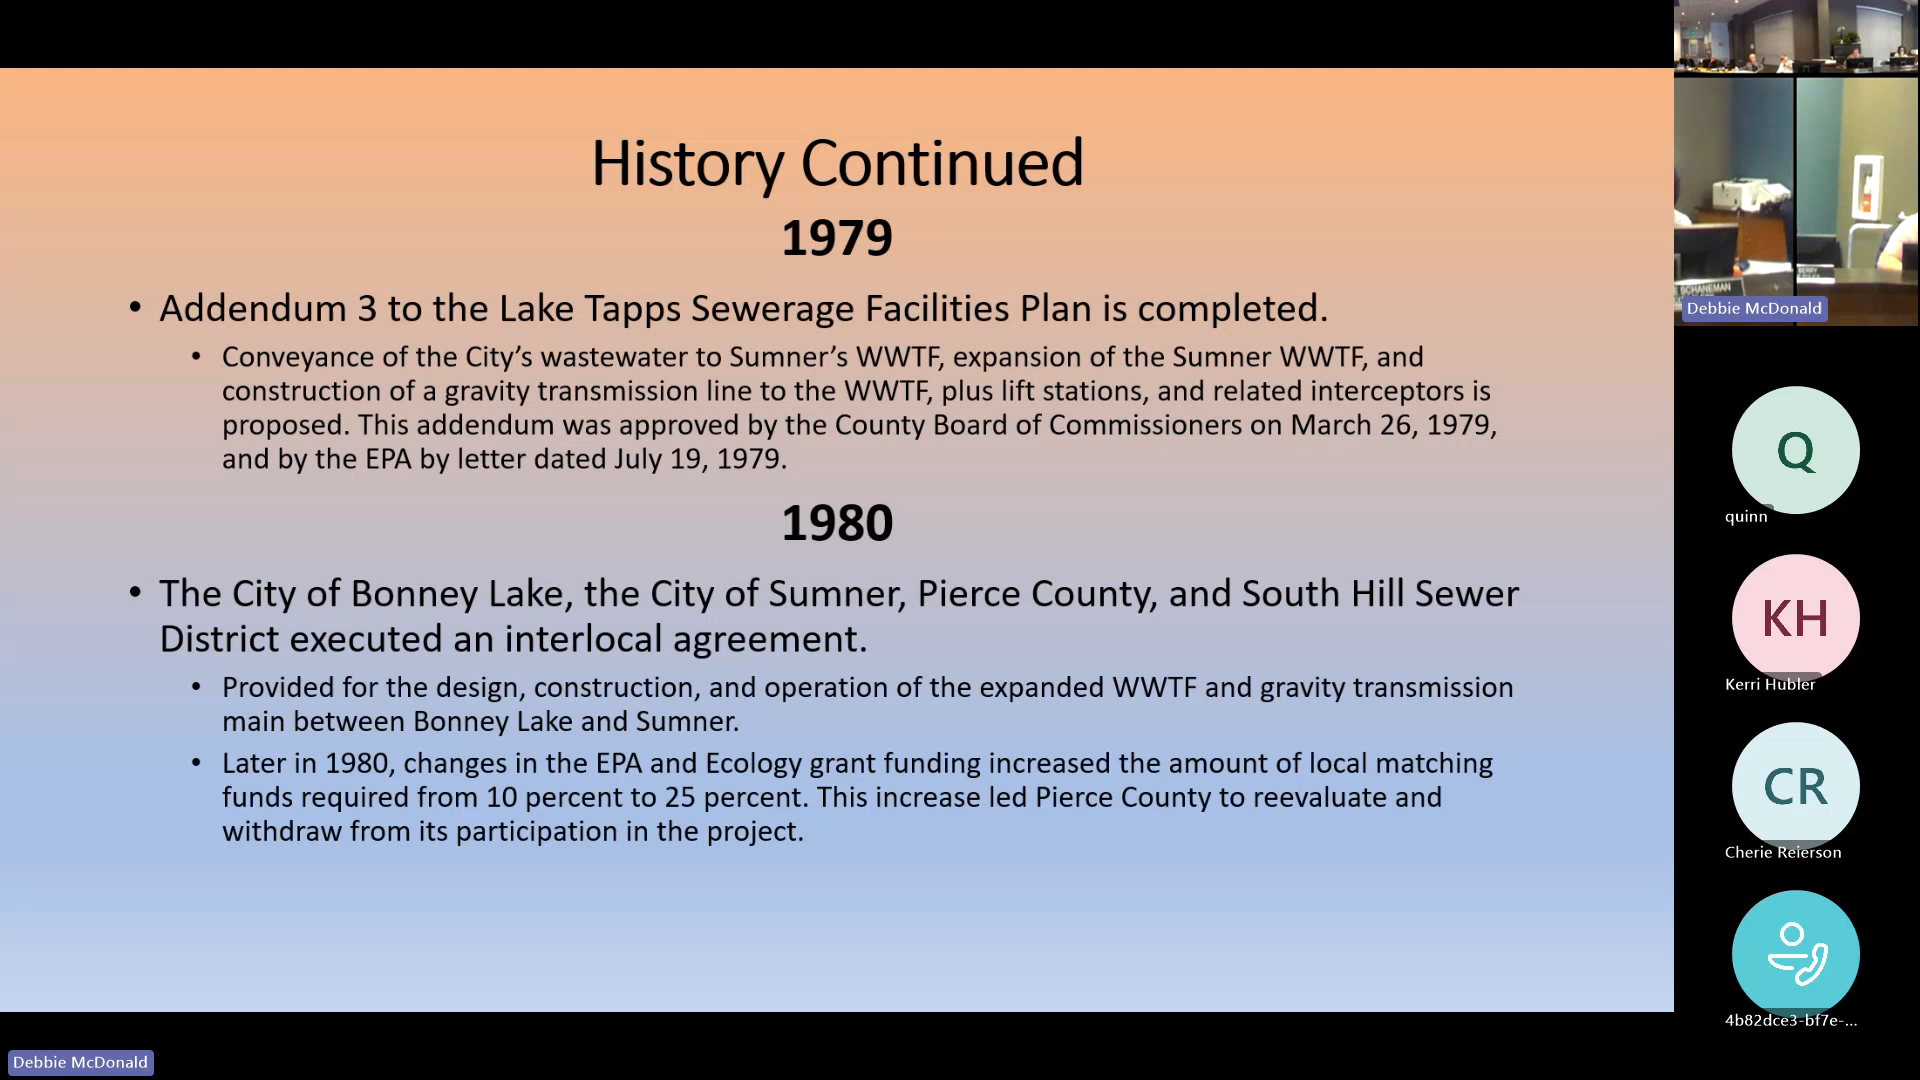 History Continued
1979
• Addendum 3 to the Lake Tapps Sewerage Facilities Plan is completed.
• Conveyance of the City’s wastewater to Sumner’s WWTF, expansion of the Sumner WWTF, and
construction of a gravity transmission line to the WWTF, plus lift stations, and related interceptors is
proposed. This addendum was approved by the County Board of Commissioners on March 26, 1979,
and by the EPA by letter dated July 19, 1979.
1980
• The City of Bonney Lake, the City of Sumner, Pierce County, and South Hill Sewer
District executed an interlocal agreement.
• Provided for the design, construction, and operation of the expanded WWTF and gravity transmission
main between Bonney Lake and Sumner.
• Later in 1980, changes in the EPA and Ecology grant funding increased the amount of local matching
funds required from 10 percent to 25 percent. This increase led Pierce County to reevaluate and
withdraw from its participation in the project.
Debbie McDonald
SCHANEMAN
BERRY
Debbie McDonald
Q
quinn
KH
Kerri Hubler
CR
Cherie Reierson
4b82dce3-bf7e-...